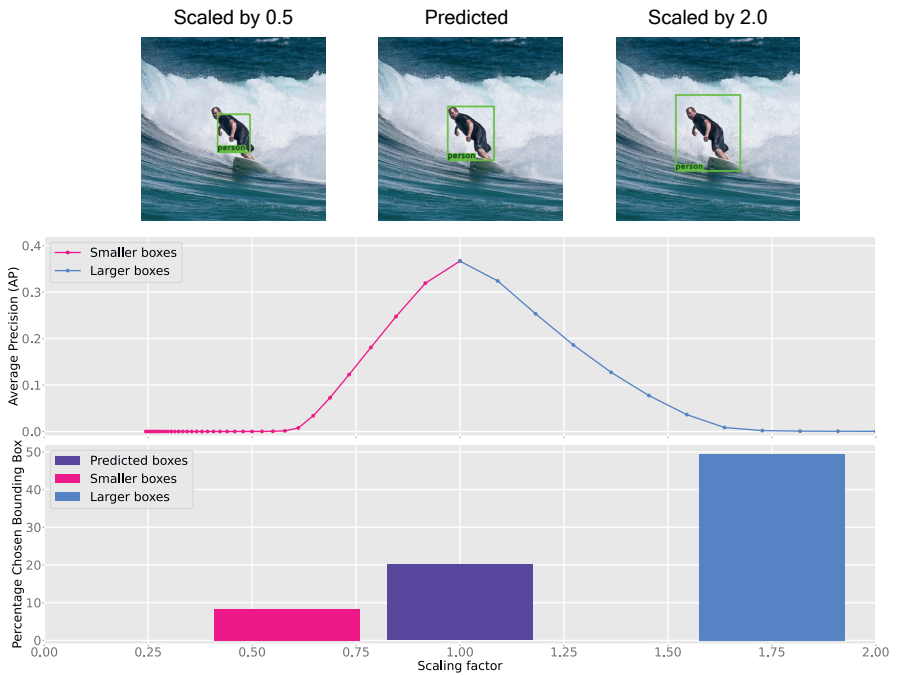 Scaled by 0.5 Predicted Scaled by 2.0
person person person
Average Precision (AP)
0.4
0.3
0.2
0.1
0.0
Smaller boxes
Larger boxes
Percentage Chosen Bounding Box
50
40
30
20
10
0
Predicted boxes
Smaller boxes
Larger boxes
0.00 0.25 0.50 0.75 1.00 1.25 1.50 1.75 2.00
Scaling factor